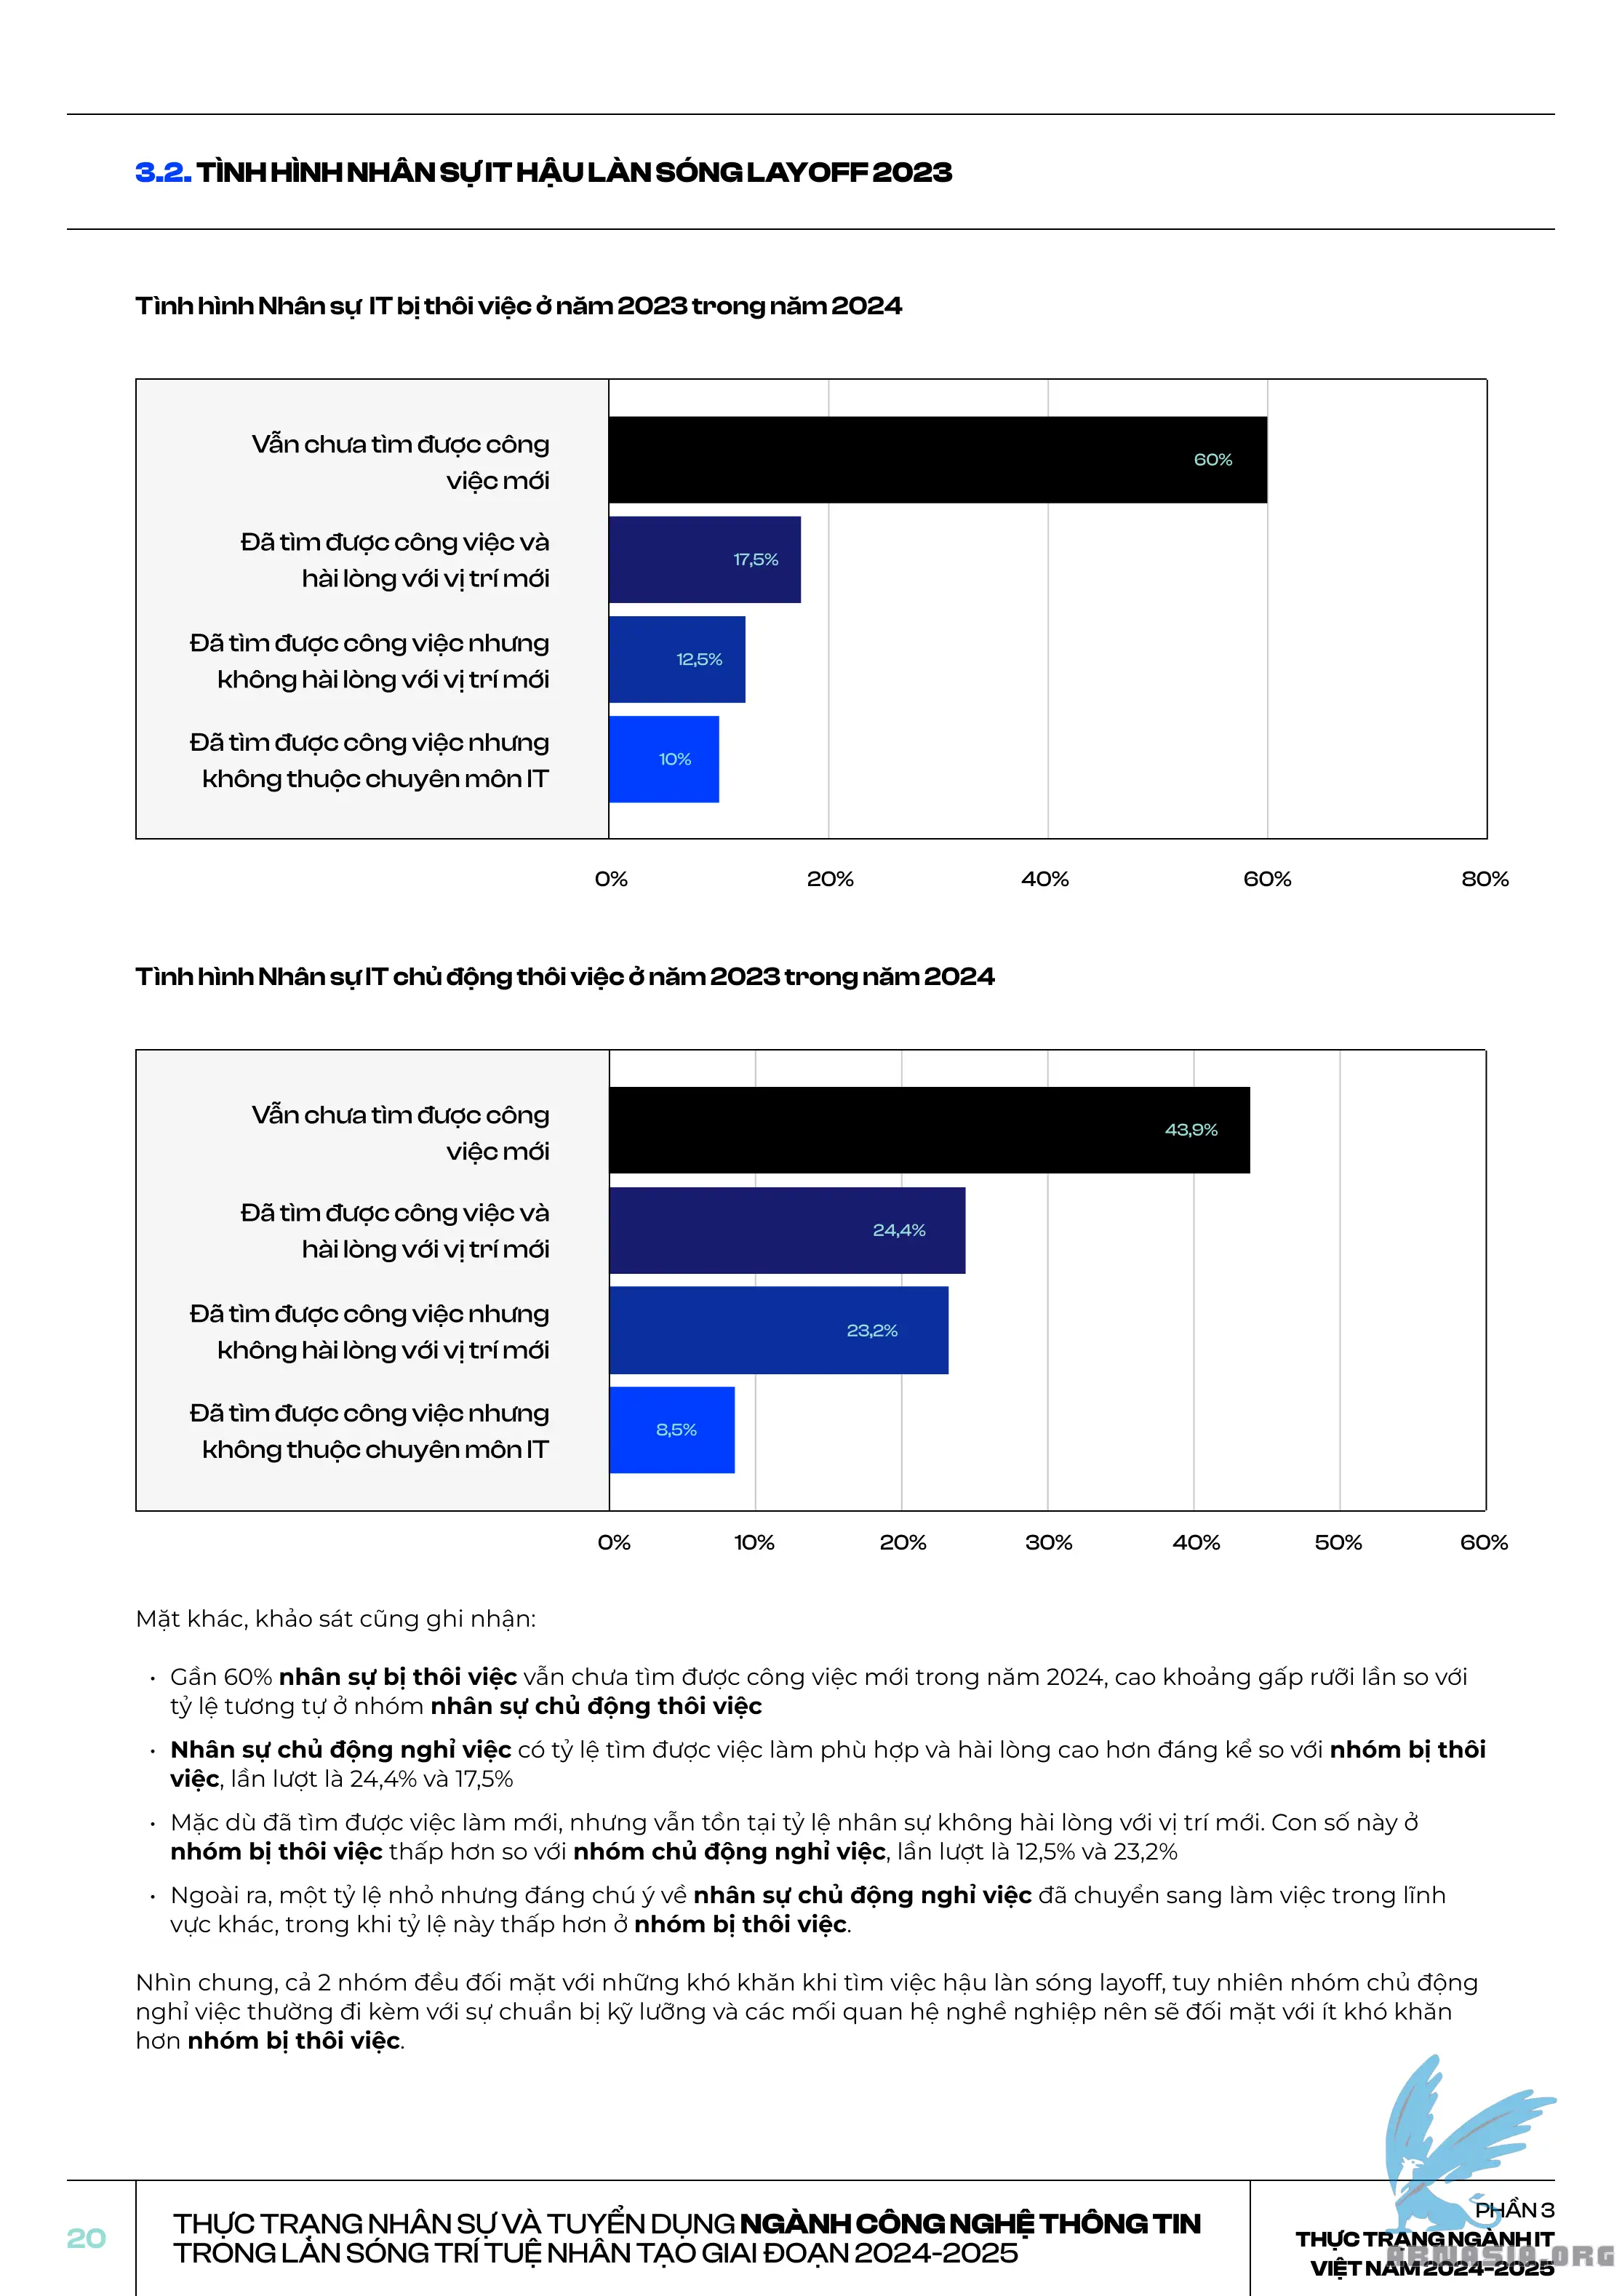 3.2. TÌNH HÌNH NHÂN SỰ IT HẬU LÀN SÓNG LAYOFF 2023
Tình hình Nhân sự IT bị thôi việc ở năm 2023 trong năm 2024
Vẫn chưa tìm được công
việc mới
60%
Đã tìm được công việc và
hài lòng với vị trí mới
17,5%
Đã tìm được công việc nhưng
không hài lòng với vị trí mới
12,5%
Đã tìm được công việc nhưng
không thuộc chuyên môn IT
10%
0% 20% 40% 60% 80%
Tình hình Nhân sự IT chủ động thôi việc ở năm 2023 trong năm 2024
Vẫn chưa tìm được công
việc mới
43,9%
Đã tìm được công việc và
hài lòng với vị trí mới
24,4%
Đã tìm được công việc nhưng
không hài lòng với vị trí mới
23,2%
Đã tìm được công việc nhưng
không thuộc chuyên môn IT
8,5%
0% 10% 20% 30% 40% 50% 60%
Mặt khác, khảo sát cũng ghi nhận:
• Gần 60% nhân sự bị thôi việc vẫn chưa tìm được công việc mới trong năm 2024, cao khoảng gấp rưỡi lần so với
tỷ lệ tương tự ở nhóm nhân sự chủ động thôi việc
• Nhân sự chủ động nghỉ việc có tỷ lệ tìm được việc làm phù hợp và hài lòng cao hơn đáng kể so với nhóm bị thôi
việc, lần lượt là 24,4% và 17,5%
• Mặc dù đã tìm được việc làm mới, nhưng vẫn tồn tại tỷ lệ nhân sự không hài lòng với vị trí mới. Con số này ở
nhóm bị thôi việc thấp hơn so với nhóm chủ động nghỉ việc, lần lượt là 12,5% và 23,2%
• Ngoài ra, một tỷ lệ nhỏ nhưng đáng chú ý về nhân sự chủ động nghỉ việc đã chuyển sang làm việc trong lĩnh
vực khác, trong khi tỷ lệ này thấp hơn ở nhóm bị thôi việc.
Nhìn chung, cả 2 nhóm đều đối mặt với những khó khăn khi tìm việc hậu làn sóng layoff, tuy nhiên nhóm chủ động
nghỉ việc thường đi kèm với sự chuẩn bị kỹ lưỡng và các mối quan hệ nghề nghiệp nên sẽ đối mặt với ít khó khăn
hơn nhóm bị thôi việc.
20
THỰC TRẠNG NHÂN SỰ VÀ TUYỂN DỤNG NGÀNH CÔNG NGHỆ THÔNG TIN
TRONG LÀN SÓNG TRÍ TUỆ NHÂN TẠO GIAI ĐOẠN 2024-2025
PHẦN 3
THỰC TRẠNG NGÀNH IT
VIỆT NAM 2024-2025
ARMASIA.ORG